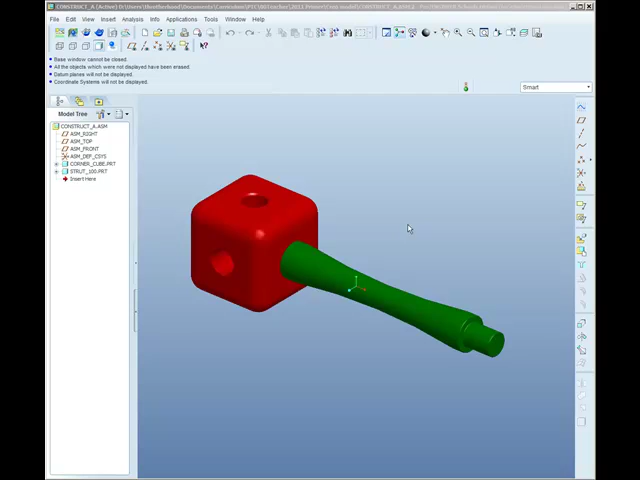 File Edit View Insert Analysis Info Applications Tools Window Help
Base window cannot be closed.
All the objects which were not displayed have been erased.
Datum planes will not be displayed.
Coordinate Systems will not be displayed.
Smart
Model Tree
CONSTRUCT_A.ASM
ASM_RIGHT
ASM_TOP
ASM_FRONT
ASM_DEF_CSYS
CORNER_CUBE.PRT
STRUT_100.PRT
Insert Here